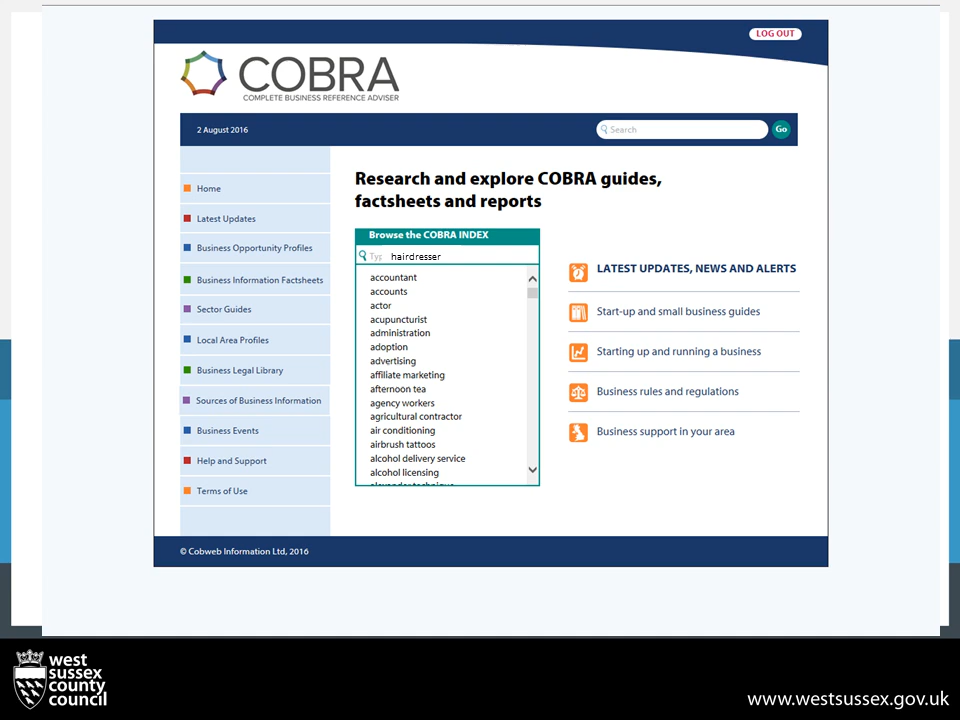 LOG OUT
COBRA
COMPLETE BUSINESS REFERENCE ADVISER
2 August 2016
Search
Go
Home
Latest Updates
Business Opportunity Profiles
Business Information Factsheets
Sector Guides
Local Area Profiles
Business Legal Library
Sources of Business Information
Business Events
Help and Support
Terms of Use
Research and explore COBRA guides,
factsheets and reports
Browse the COBRA INDEX
hairdresser
accountant
accounts
actor
acupuncturist
administration
adoption
advertising
affiliate marketing
afternoon tea
agency workers
agricultural contractor
air conditioning
airbrush tattoos
alcohol delivery service
alcohol licensing
LATEST UPDATES, NEWS AND ALERTS
Start-up and small business guides
Starting up and running a business
Business rules and regulations
Business support in your area
© Cobweb Information Ltd, 2016
west
sussex
county
council
www.westsussex.gov.uk